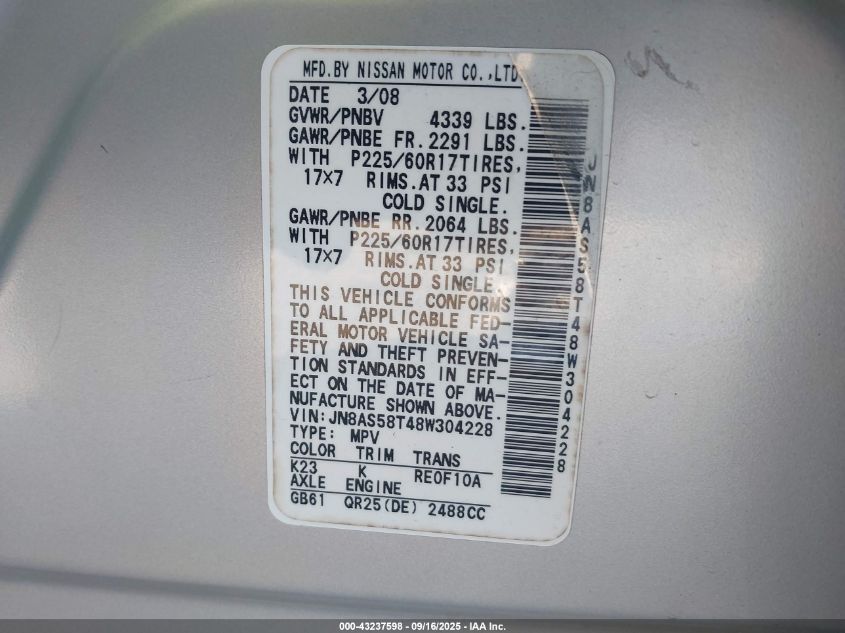 MFD.BY NISSAN MOTOR CO.,LTD
DATE 3/08
GVWR/PNBV 4339 LBS.
GAWR/PNBE FR.2291 LBS.
WITH P225/60R17TIRES,
17×7 RIMS.AT 33 PSI
COLD SINGLE.
GAWR/PNBE RR.2064 LBS.
WITH P225/60R17TIRES,
17×7 RIMS.AT 33 PSI
COLD SINGLE.
THIS VEHICLE CONFORMS
TO ALL APPLICABLE FED-
ERAL MOTOR VEHICLE SA-
FETY AND THEFT PREVEN-
TION STANDARDS IN EFF-
ECT ON THE DATE OF MA-
NUFACTURE SHOWN ABOVE.
VIN:JN8AS58T48W304228
TYPE: MPV
COLOR TRIM TRANS
K23 K RE0F10A
AXLE ENGINE
GB61 QR25(DE) 2488CC
JN8AS58T48W304228
000-43237598 - 09/16/2025 - IAA Inc.